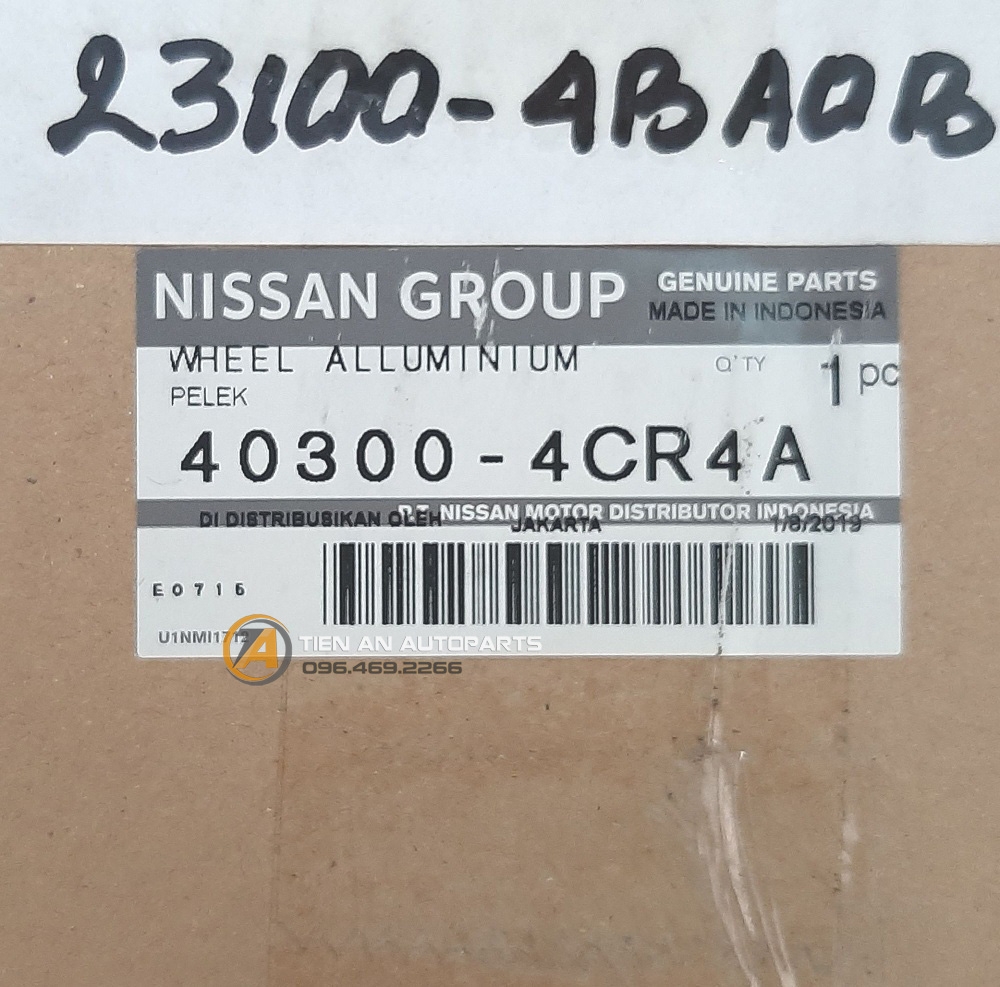 23100-4BA0B
NISSAN GROUP
GENUINE PARTS
MADE IN INDONESIA
WHEEL ALLUMINIUM
Q'TY 1 pc
PELEK
40300-4CR4A
DI DISTRIBUSIKAN OLEH NISSAN MOTOR DISTRIBUTOR INDONESIA
JAKARTA 1/8/2019
E0715
U1NMI1712
TIEN AN AUTOPARTS
096.469.2266